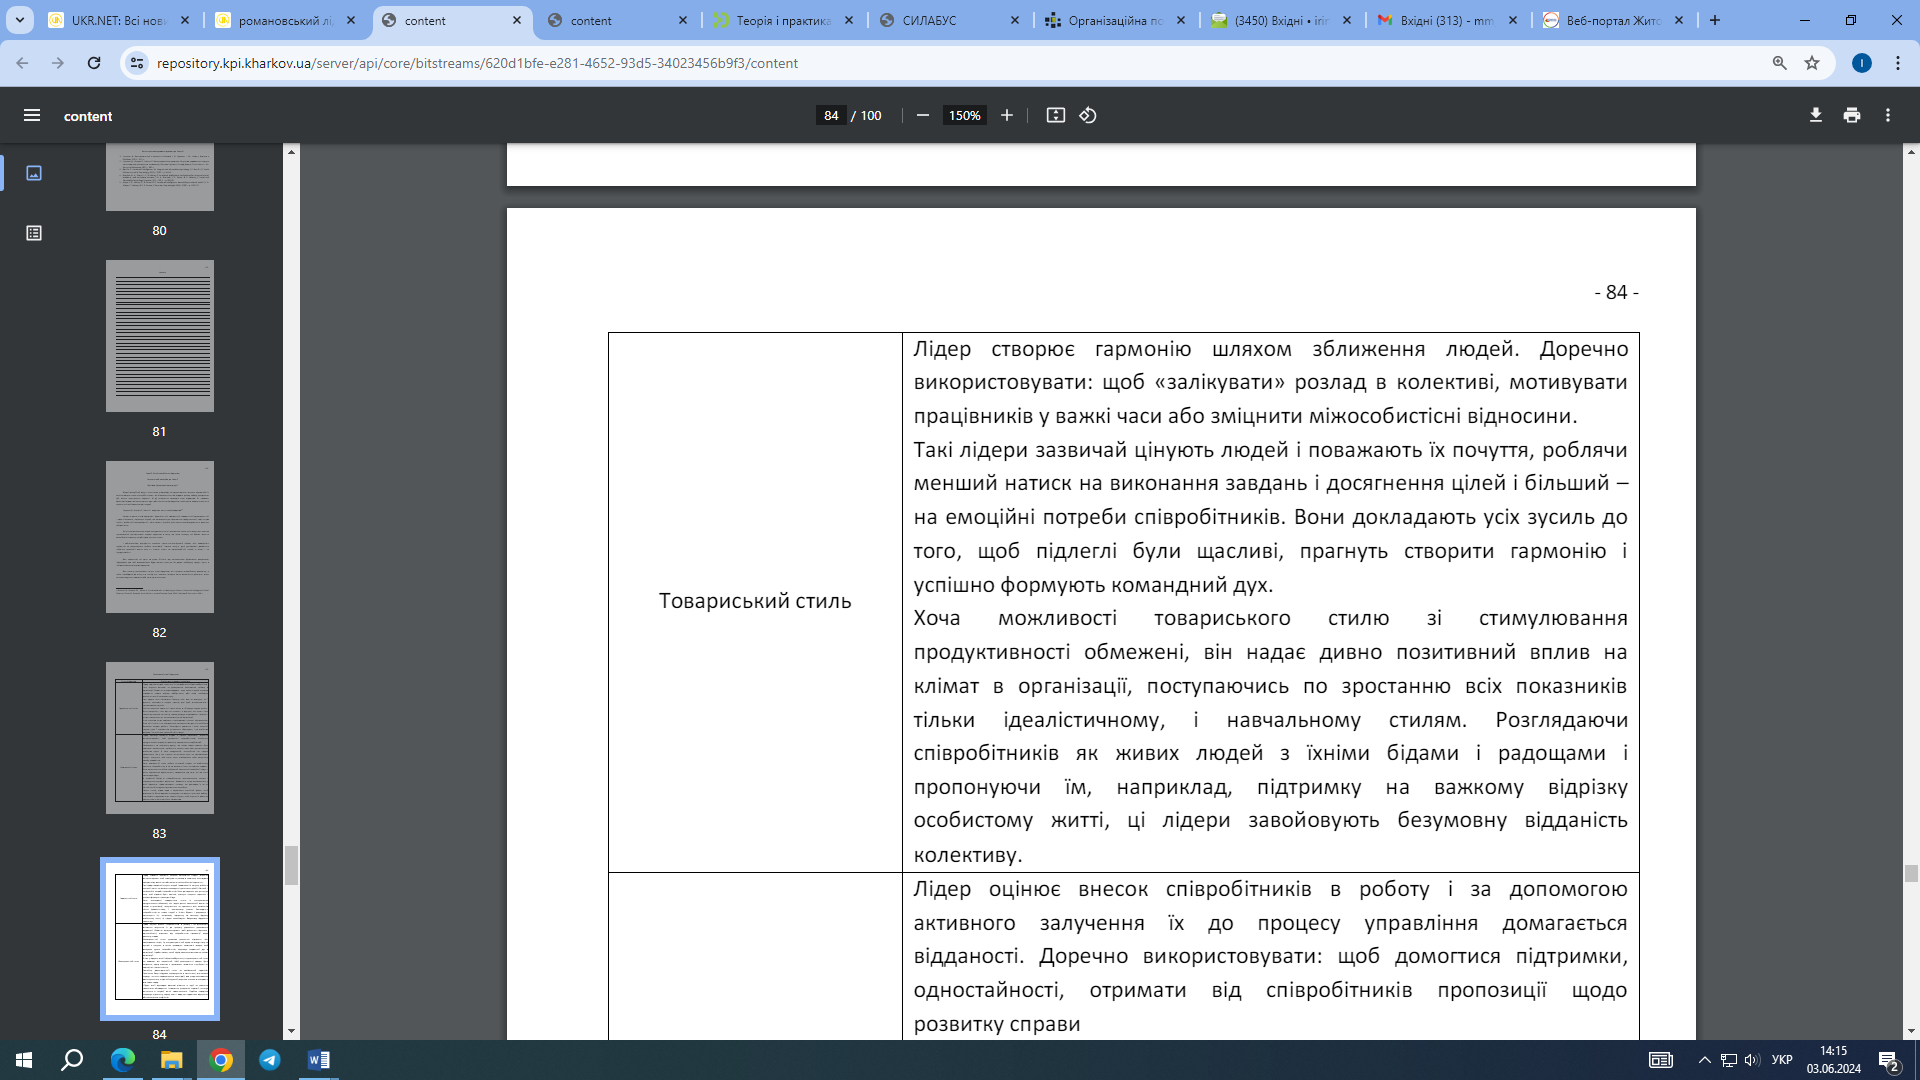 UKR.NET: Всі нов
романовський лі
content
content
Теорія і практика
СИЛАБУС
Організаційна по
(3450) Вхідні • iri
Вхідні (313) - mm
Веб-портал Жито
repository.kpi.kharkov.ua/server/api/core/bitstreams/620d1bfe-e281-4652-93d5-34023456b9f3/content
I
content
84 / 100
150%
80
81
82
83
84
- 84 -
Товариський стиль
Лідер створює гармонію шляхом зближення людей. Доречно
використовувати: щоб «залікувати» розлад в колективі, мотивувати
працівників у важкі часи або зміцнити міжособистісні відносини.
Такі лідери зазвичай цінують людей і поважають їх почуття, роблячи
менший натиск на виконання завдань і досягнення цілей і більший –
на емоційні потреби співробітників. Вони докладають усіх зусиль до
того, щоб підлеглі були щасливі, прагнуть створити гармонію і
успішно формують командний дух.
Хоча можливості товариського стилю зі стимулювання
продуктивності обмежені, він надає дивно позитивний вплив на
клімат в організації, поступаючись по зростанню всіх показників
тільки ідеалістичному, і навчальному стилям. Розглядаючи
співробітників як живих людей з їхніми бідами і радощами і
пропонуючи їм, наприклад, підтримку на важкому відрізку
особистому житті, ці лідери завойовують безумовну відданість
колективу.
Лідер оцінює внесок співробітників в роботу і за допомогою
активного залучення їх до процесу управління домагається
відданості. Доречно використовувати: щоб домогтися підтримки,
одностайності, отримати від співробітників пропозиції щодо
розвитку справи
УКР
14:15
03.06.2024
2